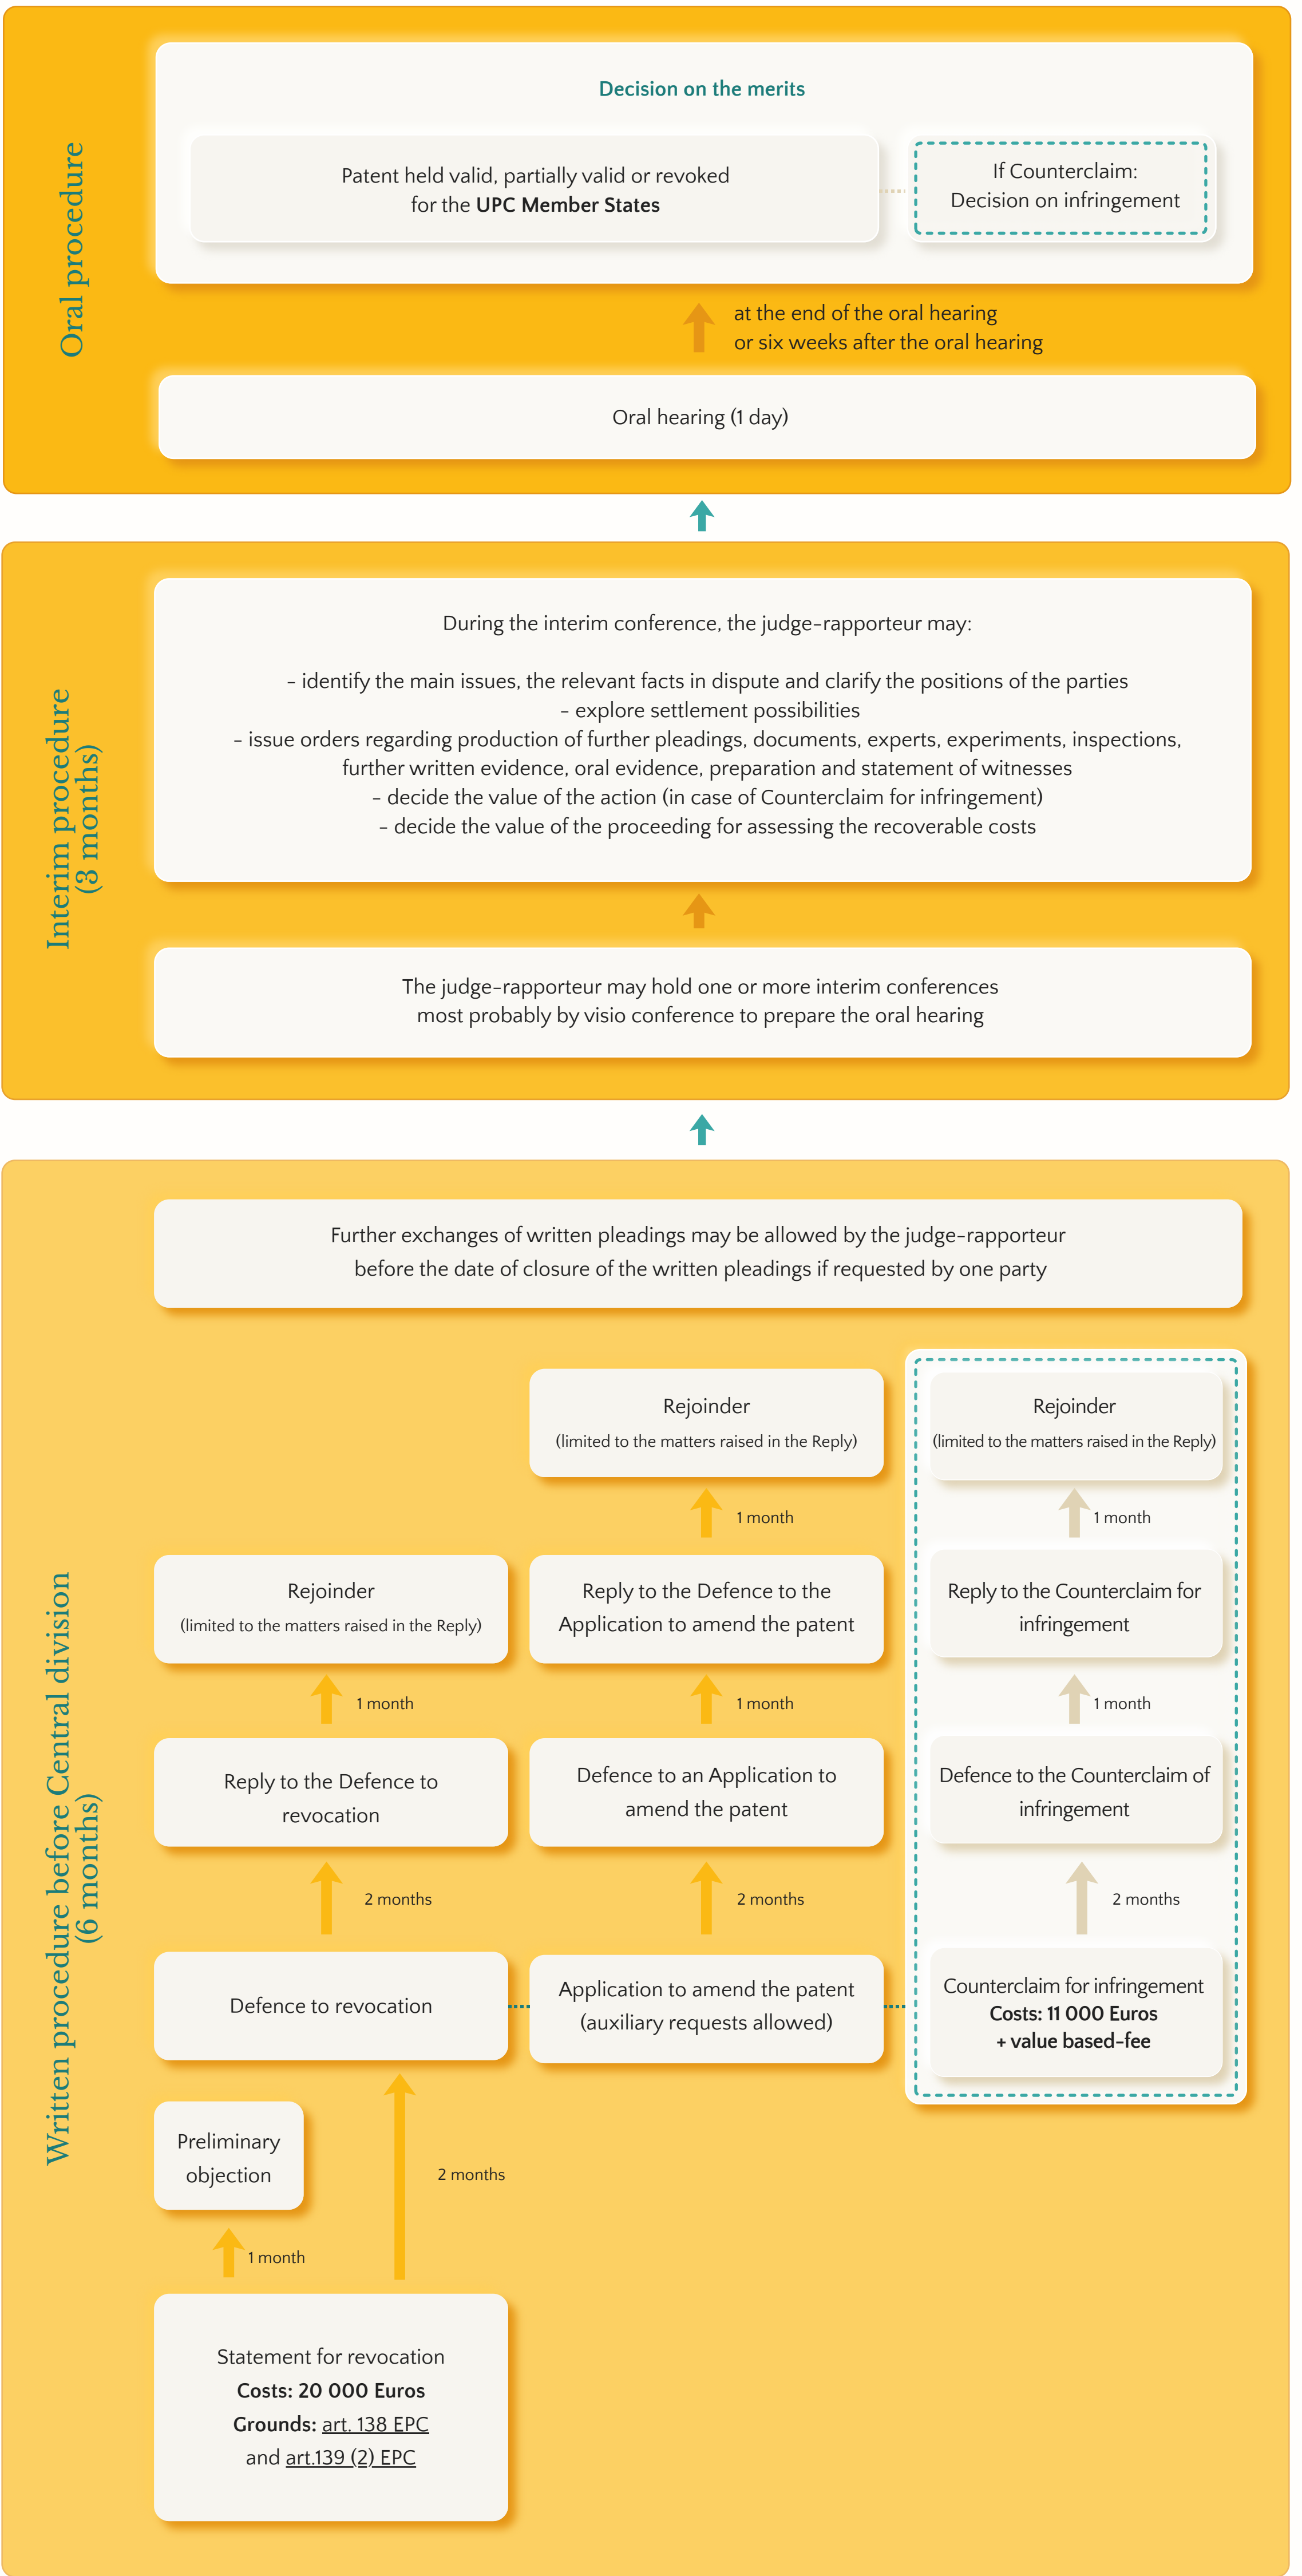 Oral procedure
Decision on the merits
Patent held valid, partially valid or revoked
for the UPC Member States
If Counterclaim:
Decision on infringement
at the end of the oral hearing
or six weeks after the oral hearing
Oral hearing (1 day)
Interim procedure
(3 months)
During the interim conference, the judge-rapporteur may:
- identify the main issues, the relevant facts in dispute and clarify the positions of the parties
- explore settlement possibilities
- issue orders regarding production of further pleadings, documents, experts, experiments, inspections,
further written evidence, oral evidence, preparation and statement of witnesses
- decide the value of the action (in case of Counterclaim for infringement)
- decide the value of the proceeding for assessing the recoverable costs
The judge-rapporteur may hold one or more interim conferences
most probably by visio conference to prepare the oral hearing
Written procedure before Central division
(6 months)
Further exchanges of written pleadings may be allowed by the judge-rapporteur
before the date of closure of the written pleadings if requested by one party
Rejoinder
(limited to the matters raised in the Reply)
Rejoinder
(limited to the matters raised in the Reply)
1 month
1 month
Rejoinder
(limited to the matters raised in the Reply)
Reply to the Defence to the
Application to amend the patent
Reply to the Counterclaim for
infringement
1 month
1 month
1 month
Reply to the Defence to
revocation
Defence to an Application to
amend the patent
Defence to the Counterclaim of
infringement
2 months
2 months
2 months
Defence to revocation
Application to amend the patent
(auxiliary requests allowed)
Counterclaim for infringement
Costs: 11 000 Euros
+ value based-fee
Preliminary
objection
2 months
1 month
Statement for revocation
Costs: 20 000 Euros
Grounds: art. 138 EPC
and art.139 (2) EPC